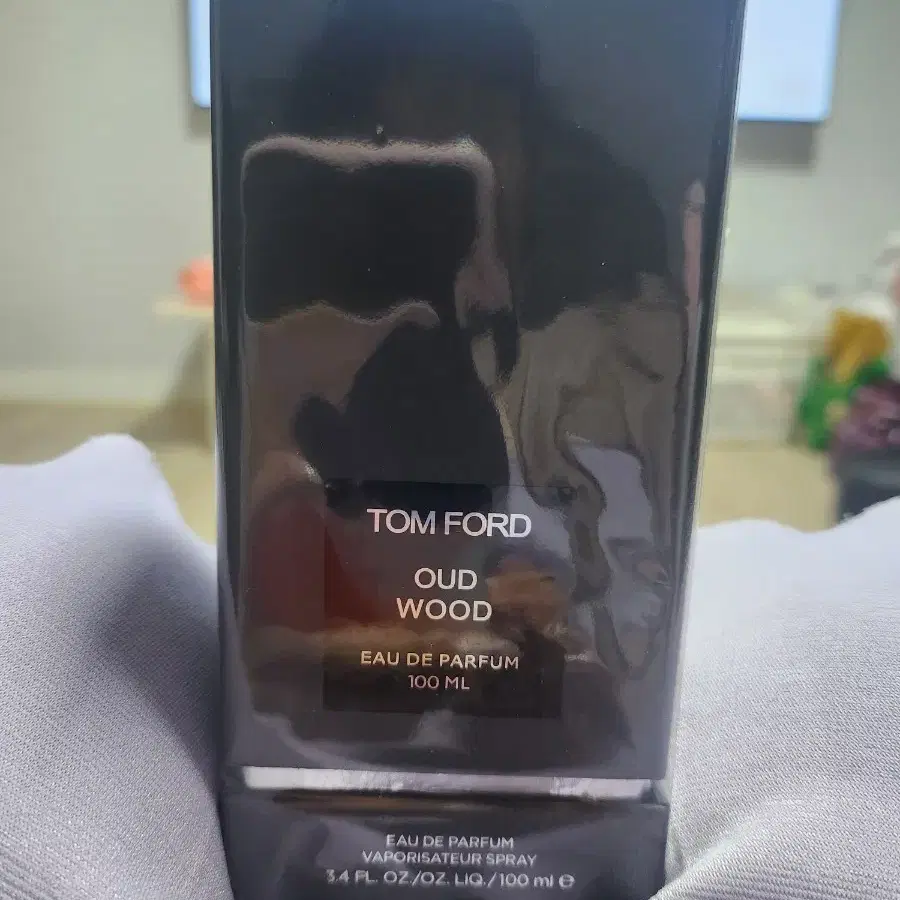 TOM FORD
OUD
WOOD
EAU DE PARFUM
100 ML
EAU DE PARFUM
VAPORISATEUR SPRAY
3.4 FL. OZ./OZ. LIQ./100 ml ℮